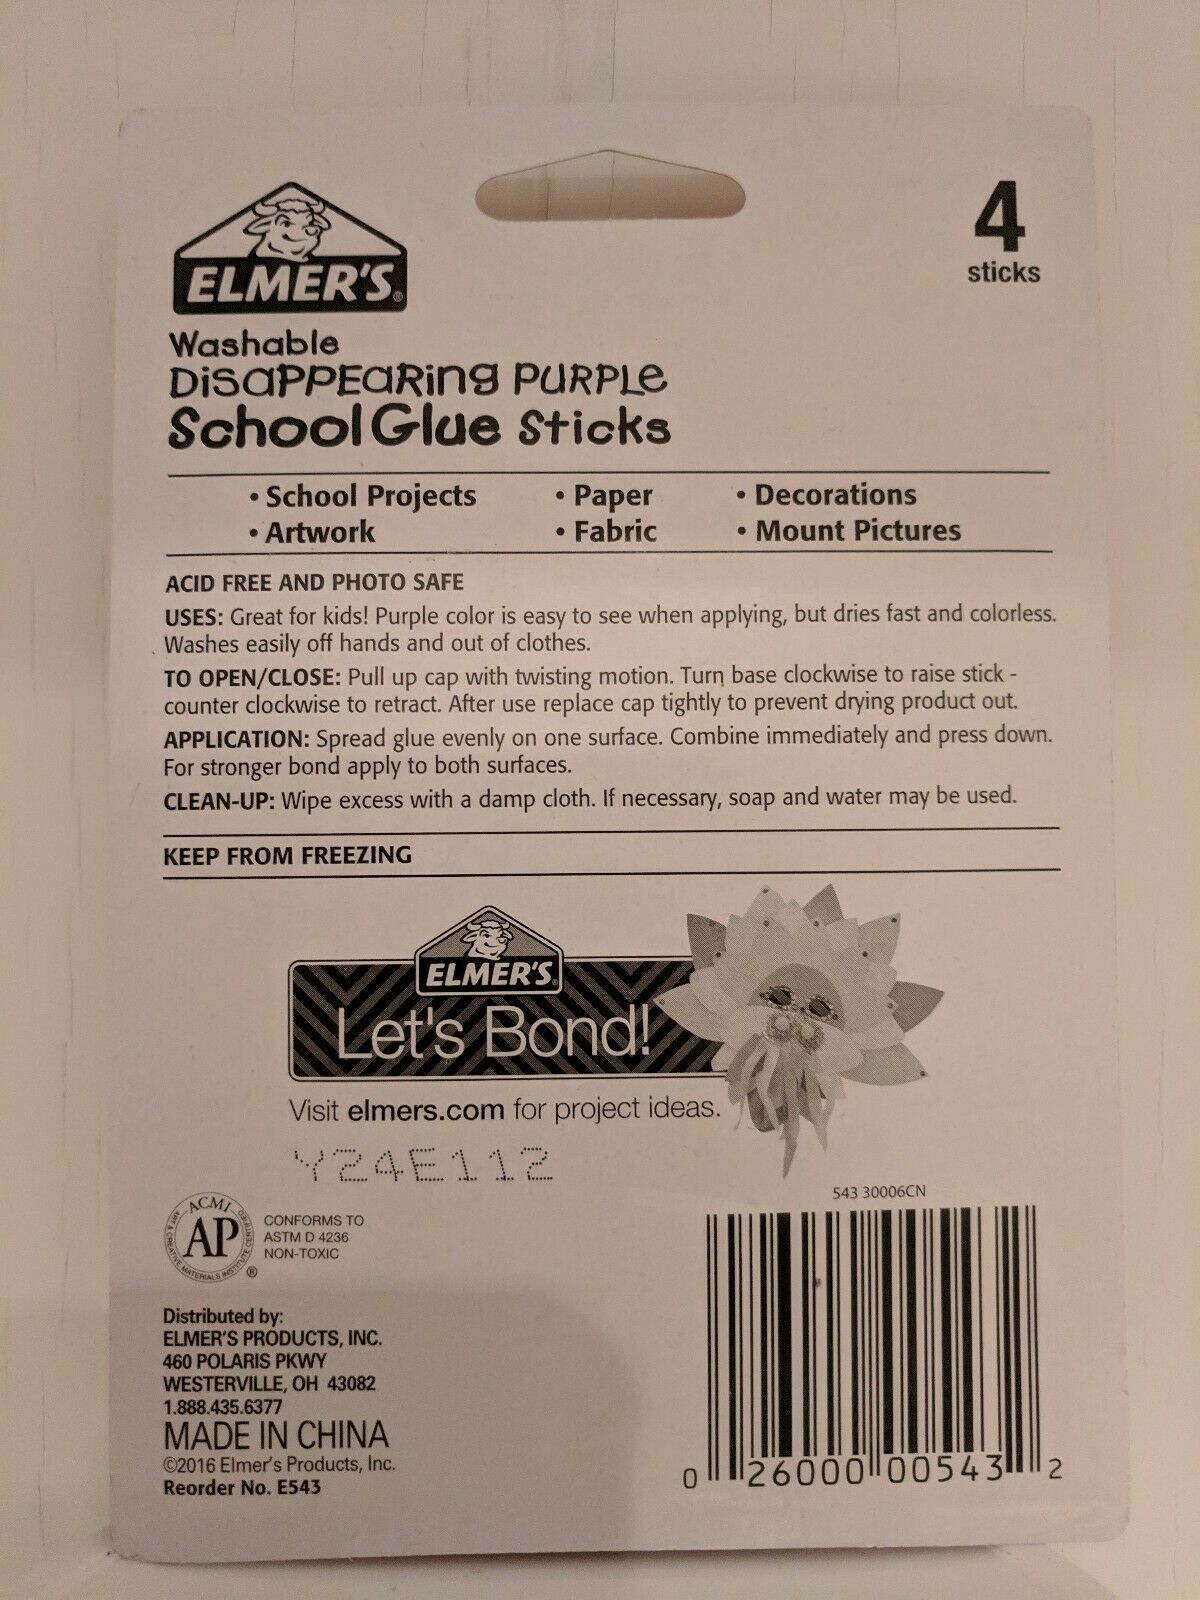 ELMER'S®
4
sticks
Washable
Disappearing Purple
School Glue Sticks
• School Projects • Paper • Decorations
• Artwork • Fabric • Mount Pictures
ACID FREE AND PHOTO SAFE
USES: Great for kids! Purple color is easy to see when applying, but dries fast and colorless.
Washes easily off hands and out of clothes.
TO OPEN/CLOSE: Pull up cap with twisting motion. Turn base clockwise to raise stick -
counter clockwise to retract. After use replace cap tightly to prevent drying product out.
APPLICATION: Spread glue evenly on one surface. Combine immediately and press down.
For stronger bond apply to both surfaces.
CLEAN-UP: Wipe excess with a damp cloth. If necessary, soap and water may be used.
KEEP FROM FREEZING
ELMER'S®
Let's Bond!
Visit elmers.com for project ideas.
Y24E112
543 30006CN
ACMI
AP
ART & CREATIVE MATERIALS INSTITUTE CERTIFIED
®
CONFORMS TO
ASTM D 4236
NON-TOXIC
Distributed by:
ELMER'S PRODUCTS, INC.
460 POLARIS PKWY
WESTERVILLE, OH 43082
1.888.435.6377
MADE IN CHINA
©2016 Elmer's Products, Inc.
Reorder No. E543
0 26000 00543 2